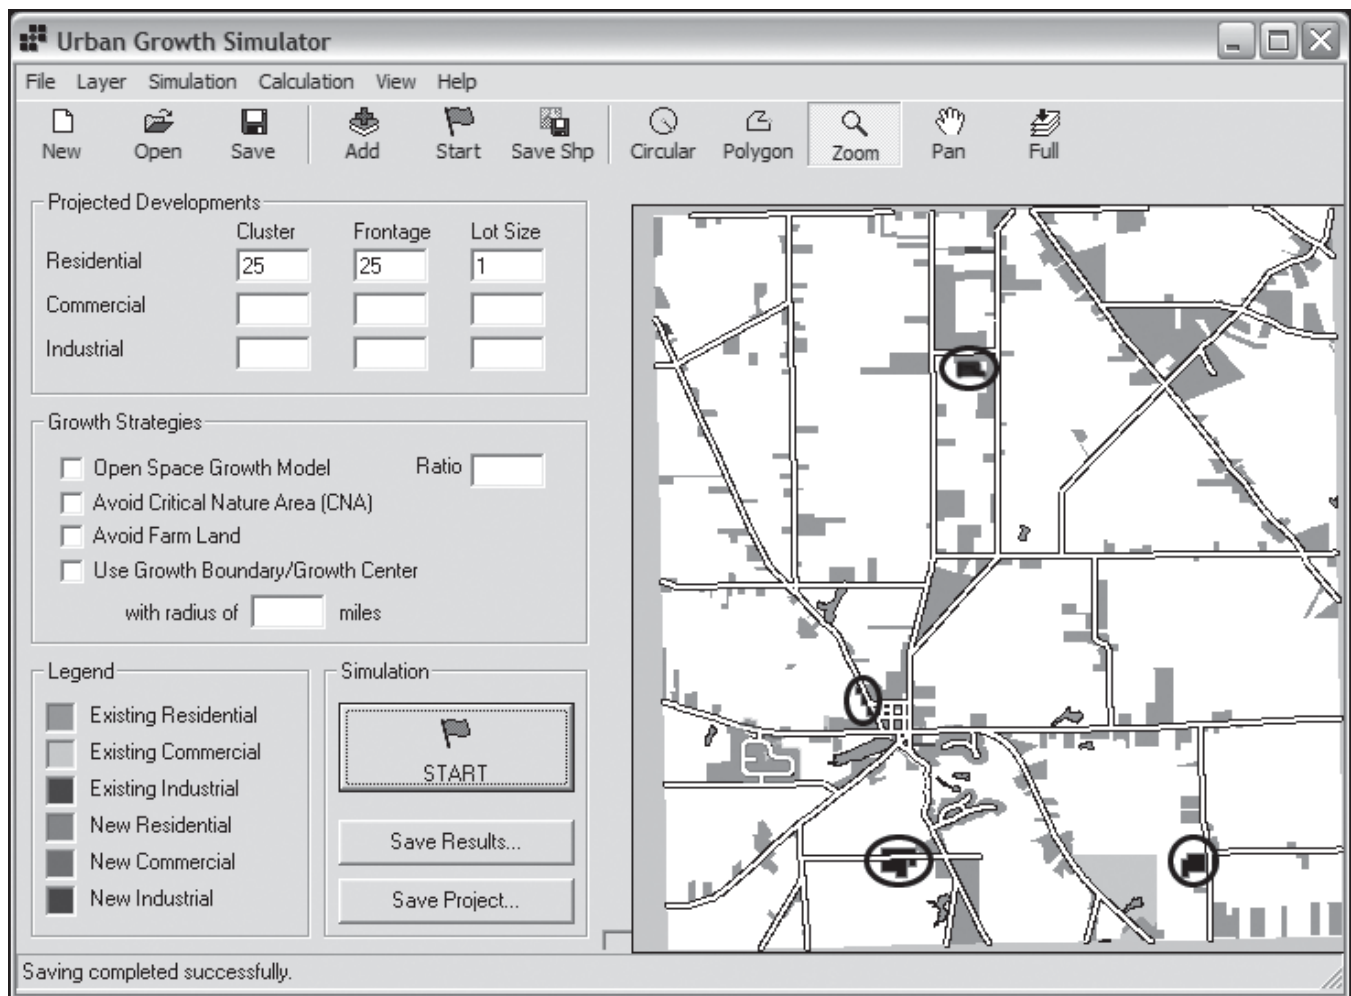 Urban Growth Simulator
File Layer Simulation Calculation View Help
New Open Save Add Start Save Shp Circular Polygon Zoom Pan Full
Projected Developments
Cluster Frontage Lot Size
Residential 25 25 1
Commercial
Industrial
Growth Strategies
Open Space Growth Model Ratio
Avoid Critical Nature Area (CNA)
Avoid Farm Land
Use Growth Boundary/Growth Center
with radius of miles
Legend
Existing Residential
Existing Commercial
Existing Industrial
New Residential
New Commercial
New Industrial
Simulation
START
Save Results...
Save Project...
Saving completed successfully.